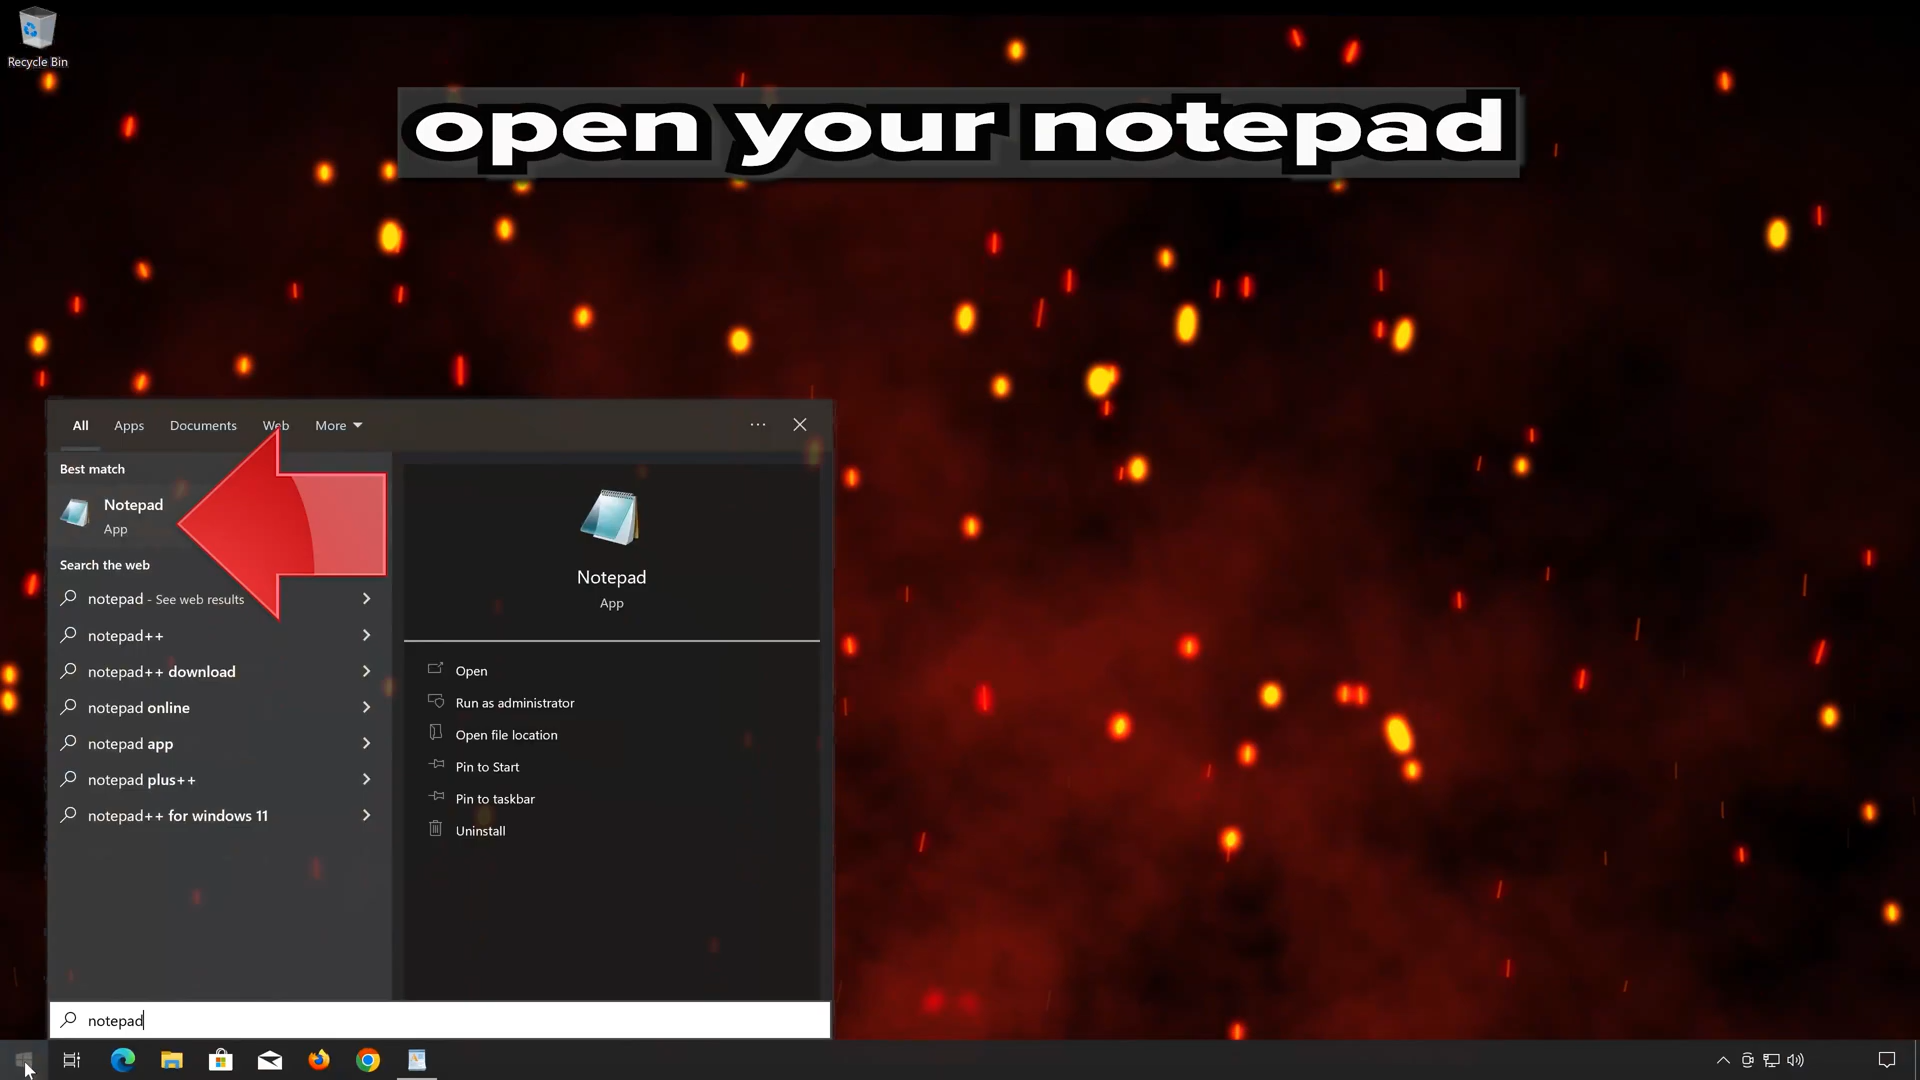 Recycle Bin
open your notepad
All Apps Documents Web More
Best match
Notepad
App
Search the web
notepad - See web results
notepad++
notepad++ download
notepad online
notepad app
notepad plus++
notepad++ for windows 11
Notepad
App
Open
Run as administrator
Open file location
Pin to Start
Pin to taskbar
Uninstall
notepad